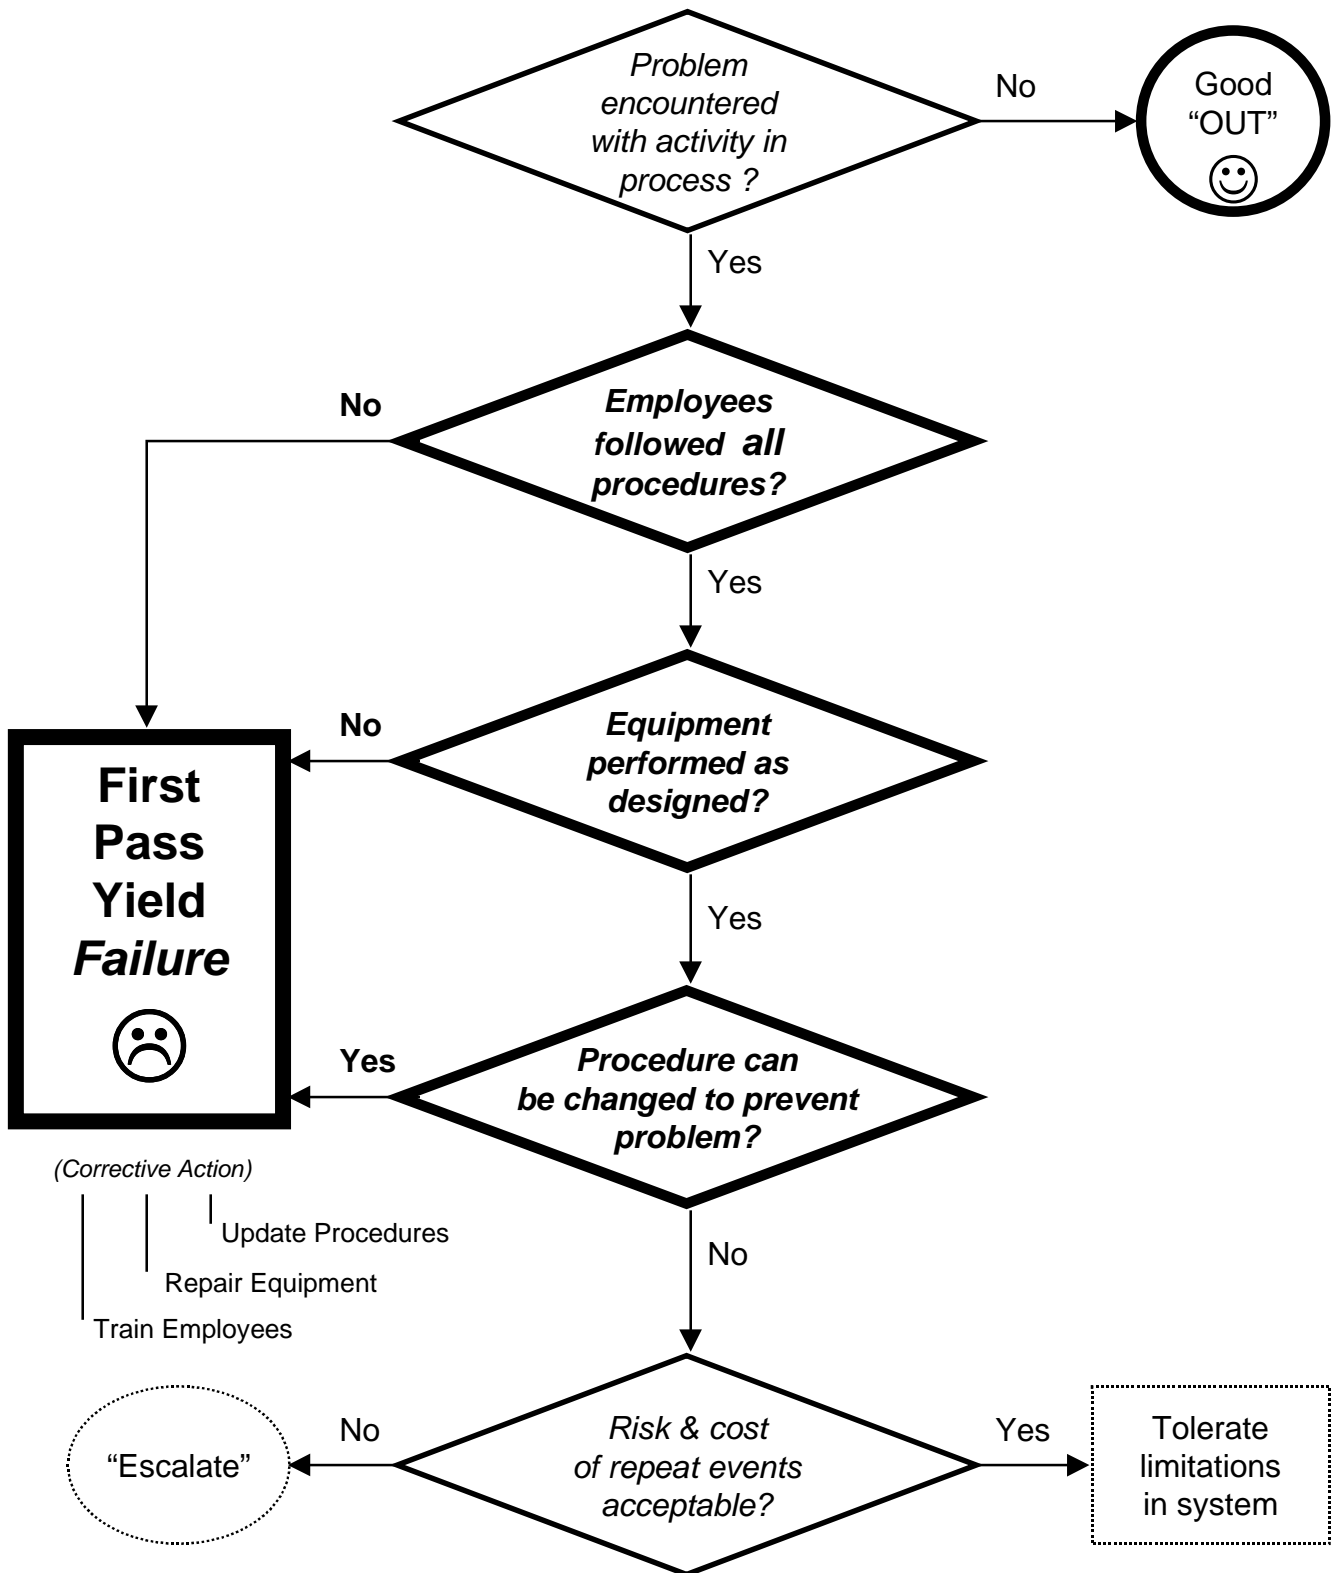 Problem
encountered
with activity in
process ?
No
Good
“OUT”
Yes
Employees
followed all
procedures?
No
Yes
Equipment
performed as
designed?
No
First
Pass
Yield
Failure
Yes
Procedure can
be changed to prevent
problem?
Yes
(Corrective Action)
Update Procedures
Repair Equipment
Train Employees
No
Risk & cost
of repeat events
acceptable?
No
“Escalate”
Yes
Tolerate
limitations
in system